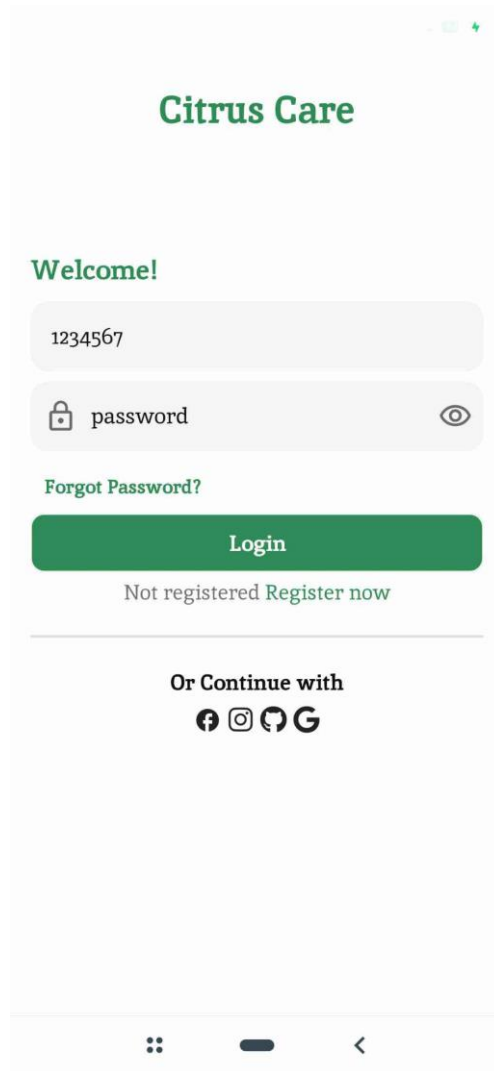 Citrus Care
Welcome!
1234567
password
Forgot Password?
Login
Not registered Register now
Or Continue with